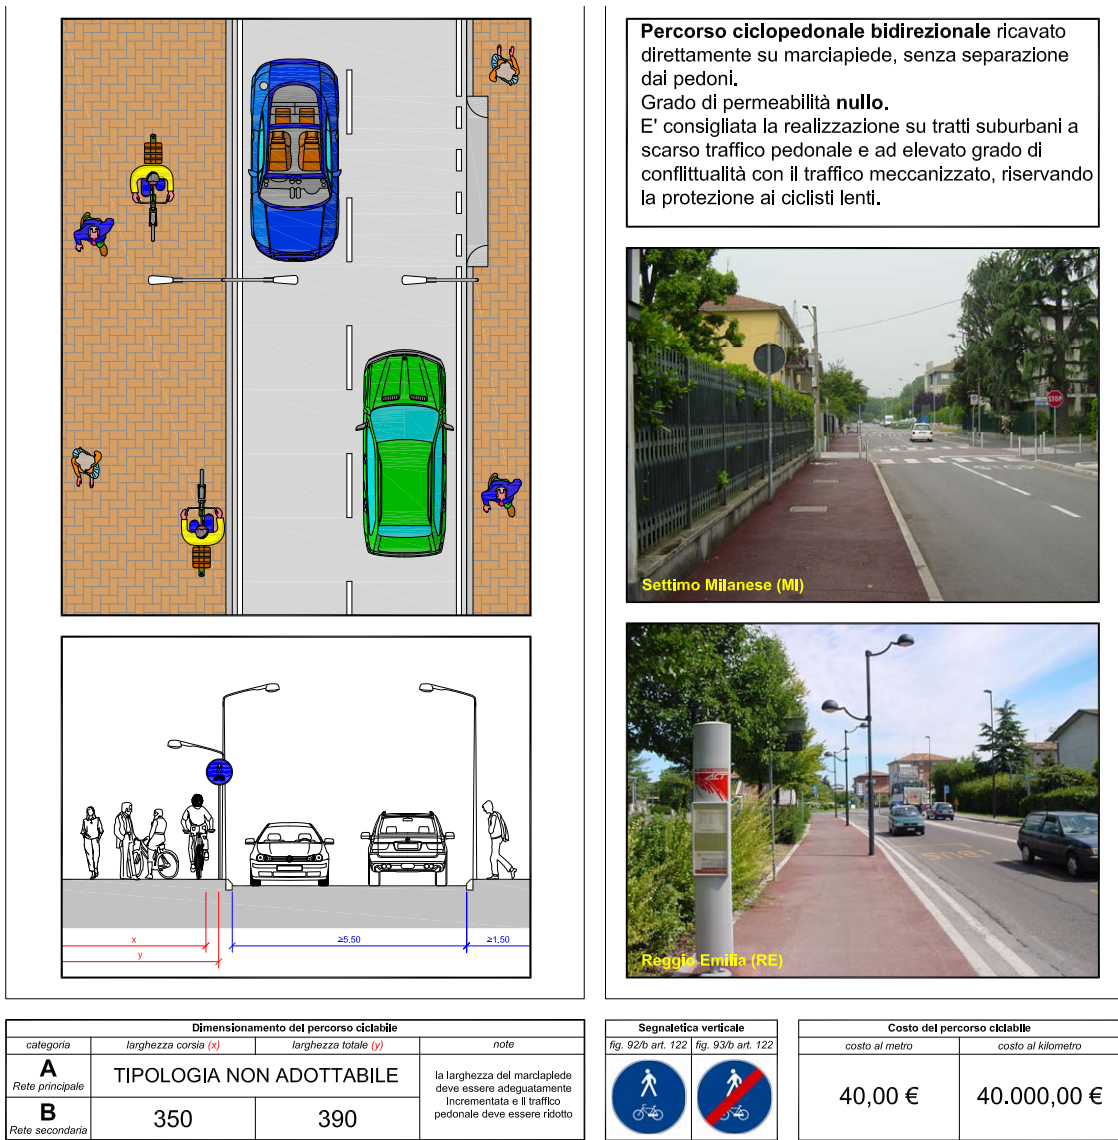 Percorso ciclopedonale bidirezionale ricavato
direttamente su marciapiede, senza separazione
dai pedoni.
Grado di permeabilità nullo.
E' consigliata la realizzazione su tratti suburbani a
scarso traffico pedonale e ad elevato grado di
conflittualità con il traffico meccanizzato, riservando
la protezione ai ciclisti lenti.
STOP
Settimo Milanese (MI)
x
y
≥5,50
≥1,50
ACT
Reggio Emilia (RE)
Dimensionamento del percorso ciclabile
categoria
larghezza corsia (x)
larghezza totale (y)
note
A
Rete principale
TIPOLOGIA NON ADOTTABILE
B
Rete secondaria
350
390
la larghezza del marciapiede
deve essere adeguatamente
incrementata e il traffico
pedonale deve essere ridotto
Segnaletica verticale
fig. 92/b art. 122
fig. 93/b art. 122
Costo del percorso ciclabile
costo al metro
costo al kilometro
40,00 €
40.000,00 €